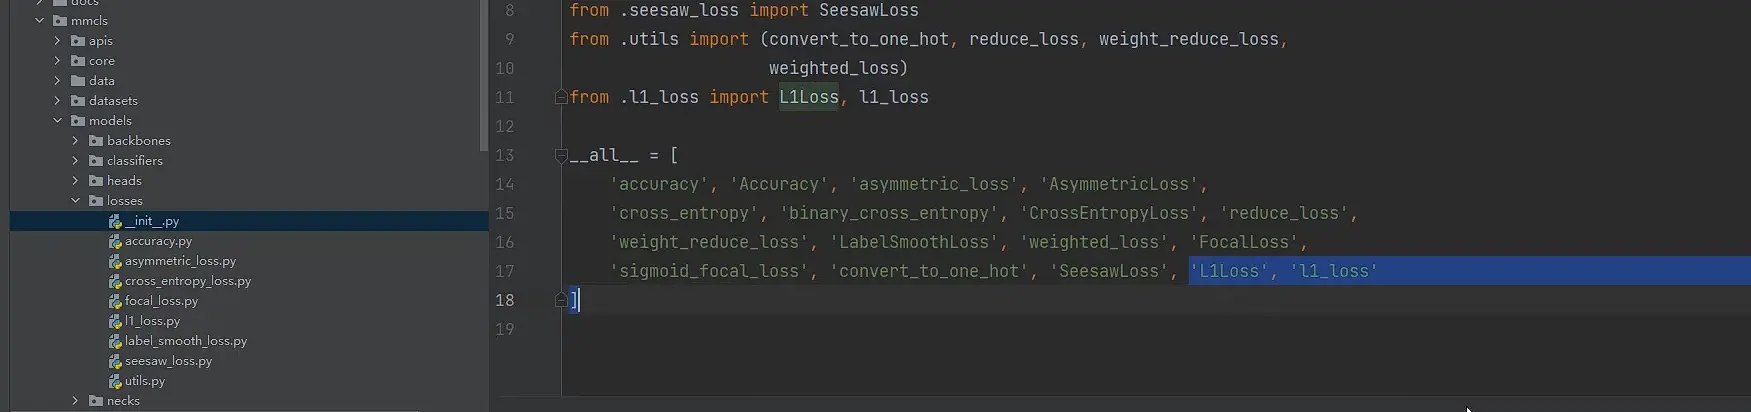 docs
mmcls
apis
core
data
datasets
models
backbones
classifiers
heads
losses
__init__.py
accuracy.py
asymmetric_loss.py
cross_entropy_loss.py
focal_loss.py
l1_loss.py
label_smooth_loss.py
seesaw_loss.py
utils.py
necks
8 from .seesaw_loss import SeesawLoss
9 from .utils import (convert_to_one_hot, reduce_loss, weight_reduce_loss,
10 weighted_loss)
11 from .l1_loss import L1Loss, l1_loss
12
13 __all__ = [
14 'accuracy', 'Accuracy', 'asymmetric_loss', 'AsymmetricLoss',
15 'cross_entropy', 'binary_cross_entropy', 'CrossEntropyLoss', 'reduce_loss',
16 'weight_reduce_loss', 'LabelSmoothLoss', 'weighted_loss', 'FocalLoss',
17 'sigmoid_focal_loss', 'convert_to_one_hot', 'SeesawLoss', 'L1Loss', 'l1_loss'
18 ]
19